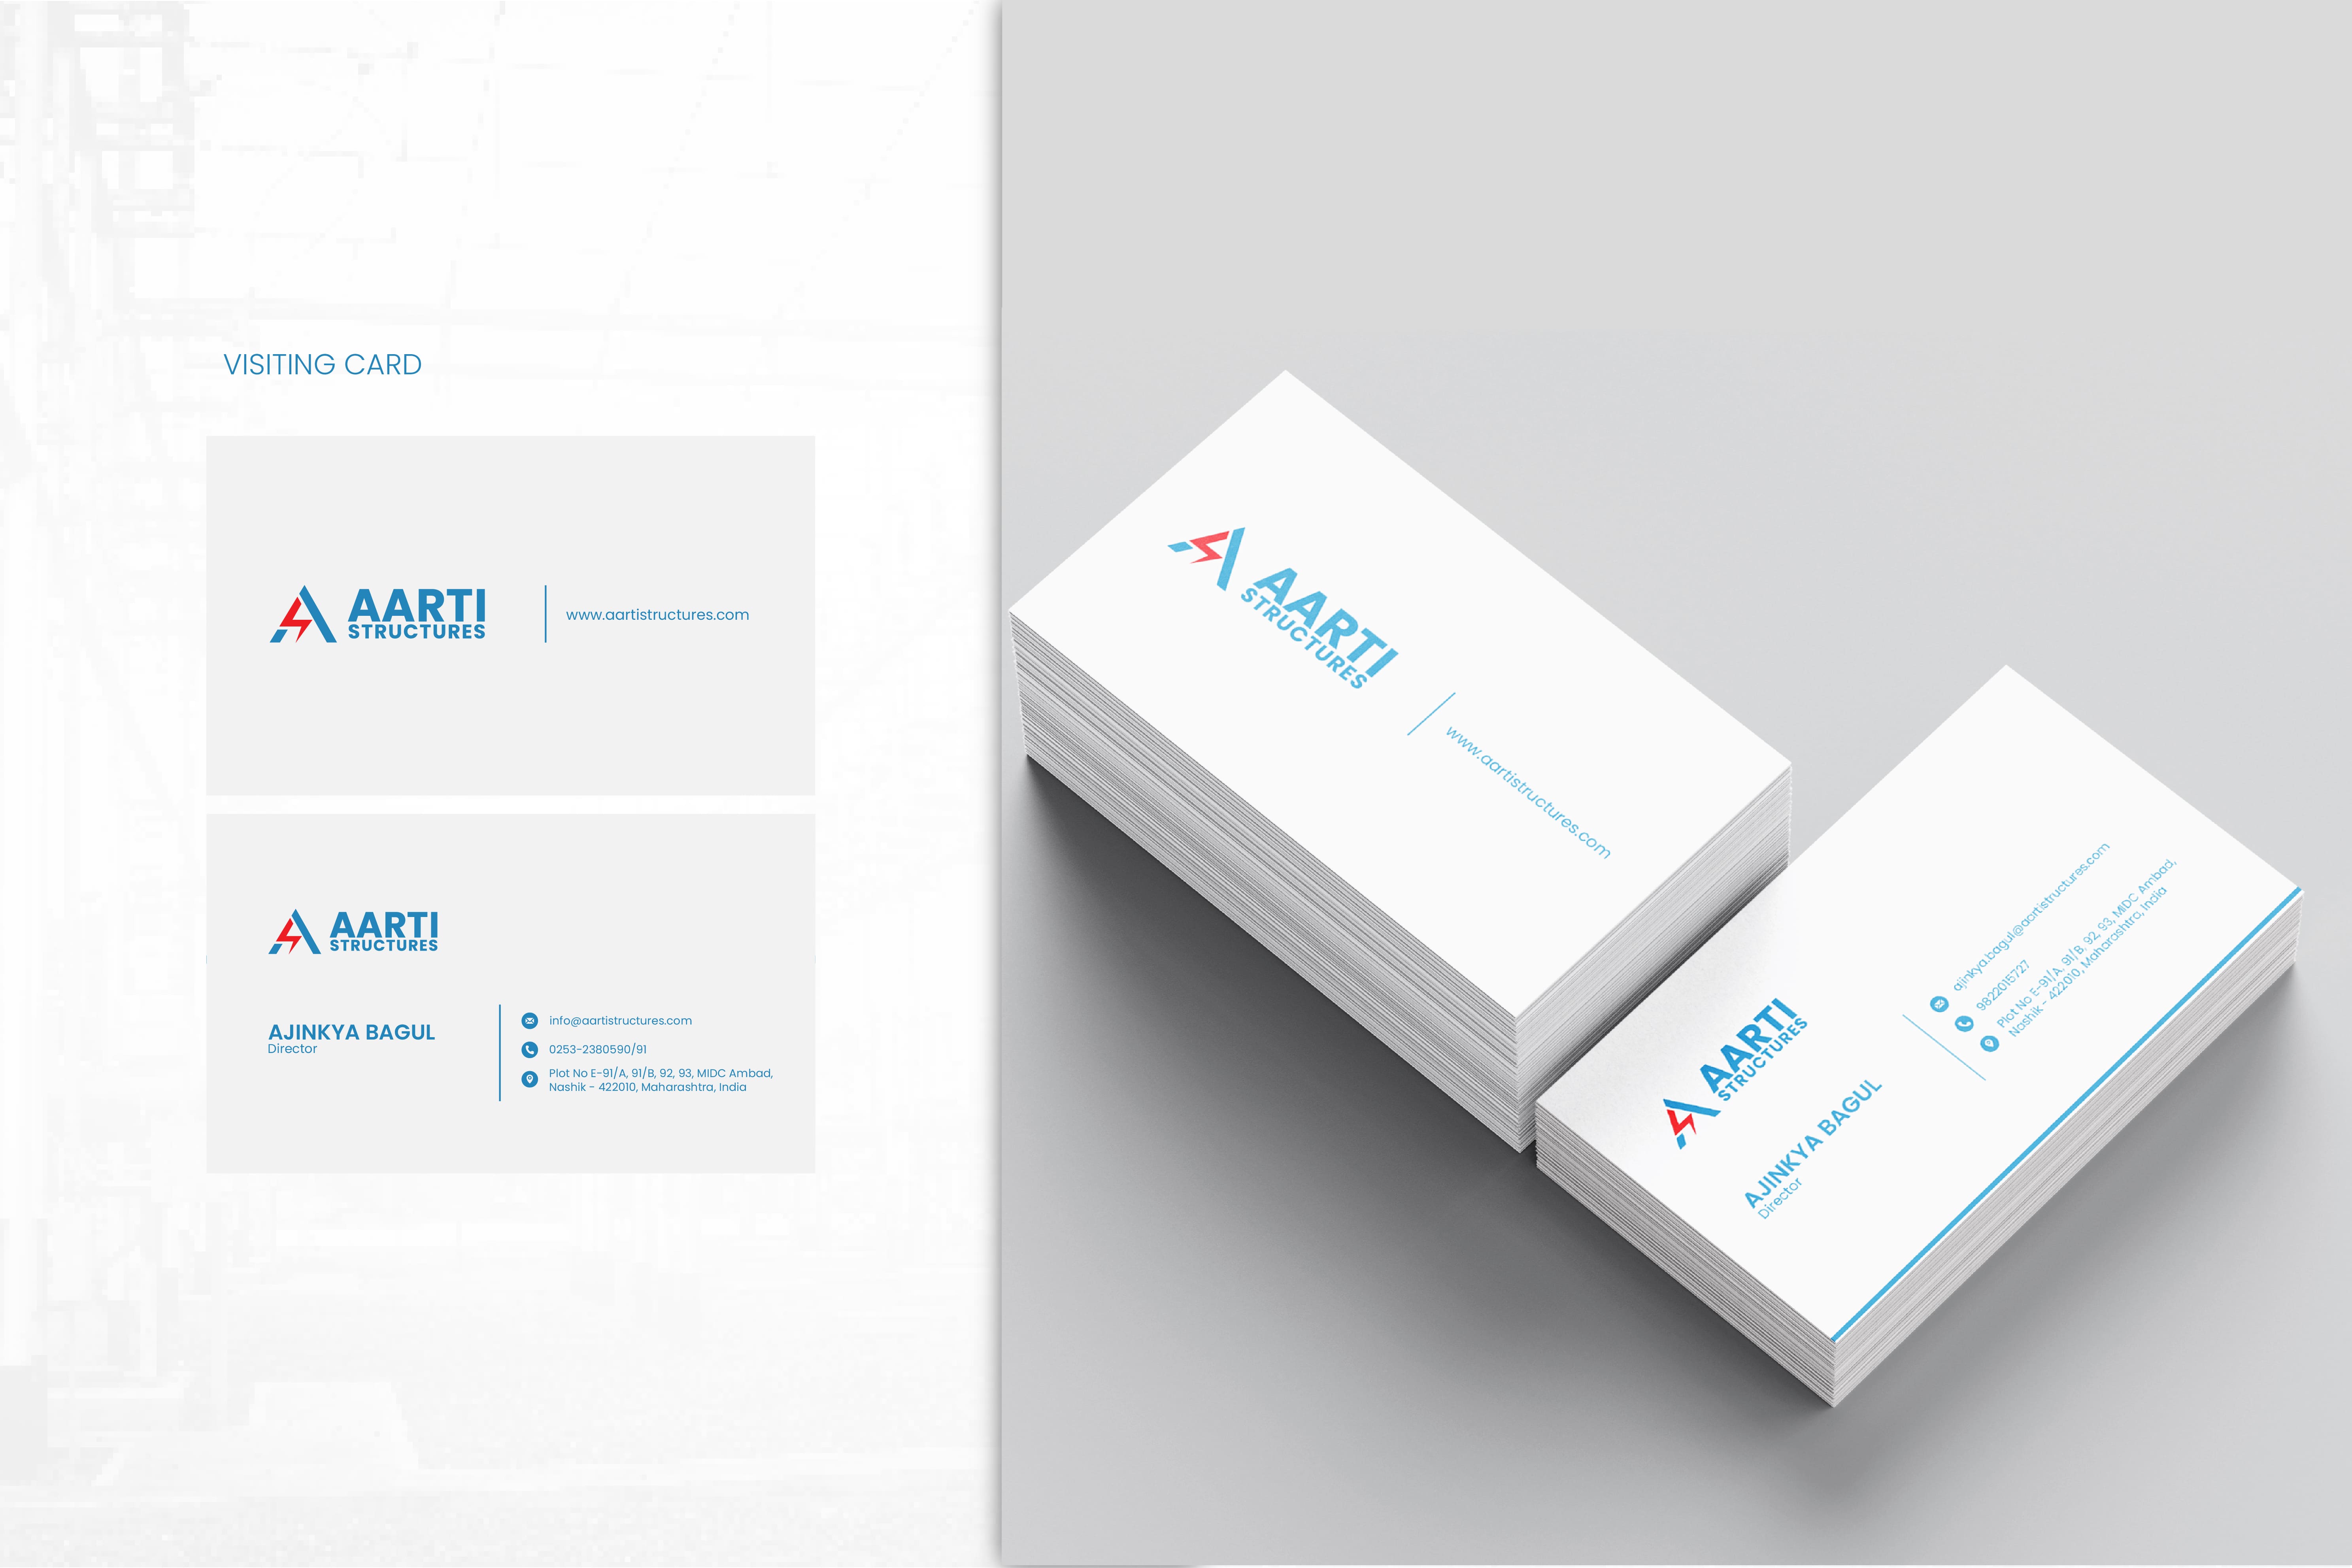 VISITING CARD
AARTI
STRUCTURES
www.aartistructures.com
AARTI
STRUCTURES
AJINKYA BAGUL
Director
info@aartistructures.com
0253-2380590/91
Plot No E-91/A, 91/B, 92, 93, MIDC Ambad,
Nashik - 422010, Maharashtra, India
AARTI
STRUCTURES
www.aartistructures.com
AARTI
STRUCTURES
AJINKYA BAGUL
Director
ajinkya.bagul@aartistructures.com
9822015727
Plot No E-91/A, 91/B, 92, 93, MIDC Ambad,
Nashik - 422010, Maharashtra, India